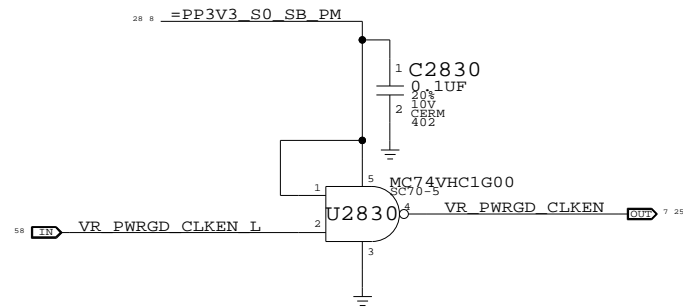 28 8 =PP3V3_S0_SB_PM
1 C2830
0.1UF
20%
2 10V
CERM
402
5 MC74VHC1G00
SC70-5
1
U2830 4 VR_PWRGD_CLKEN OUT 7 25
2
58 IN VR_PWRGD_CLKEN_L
3